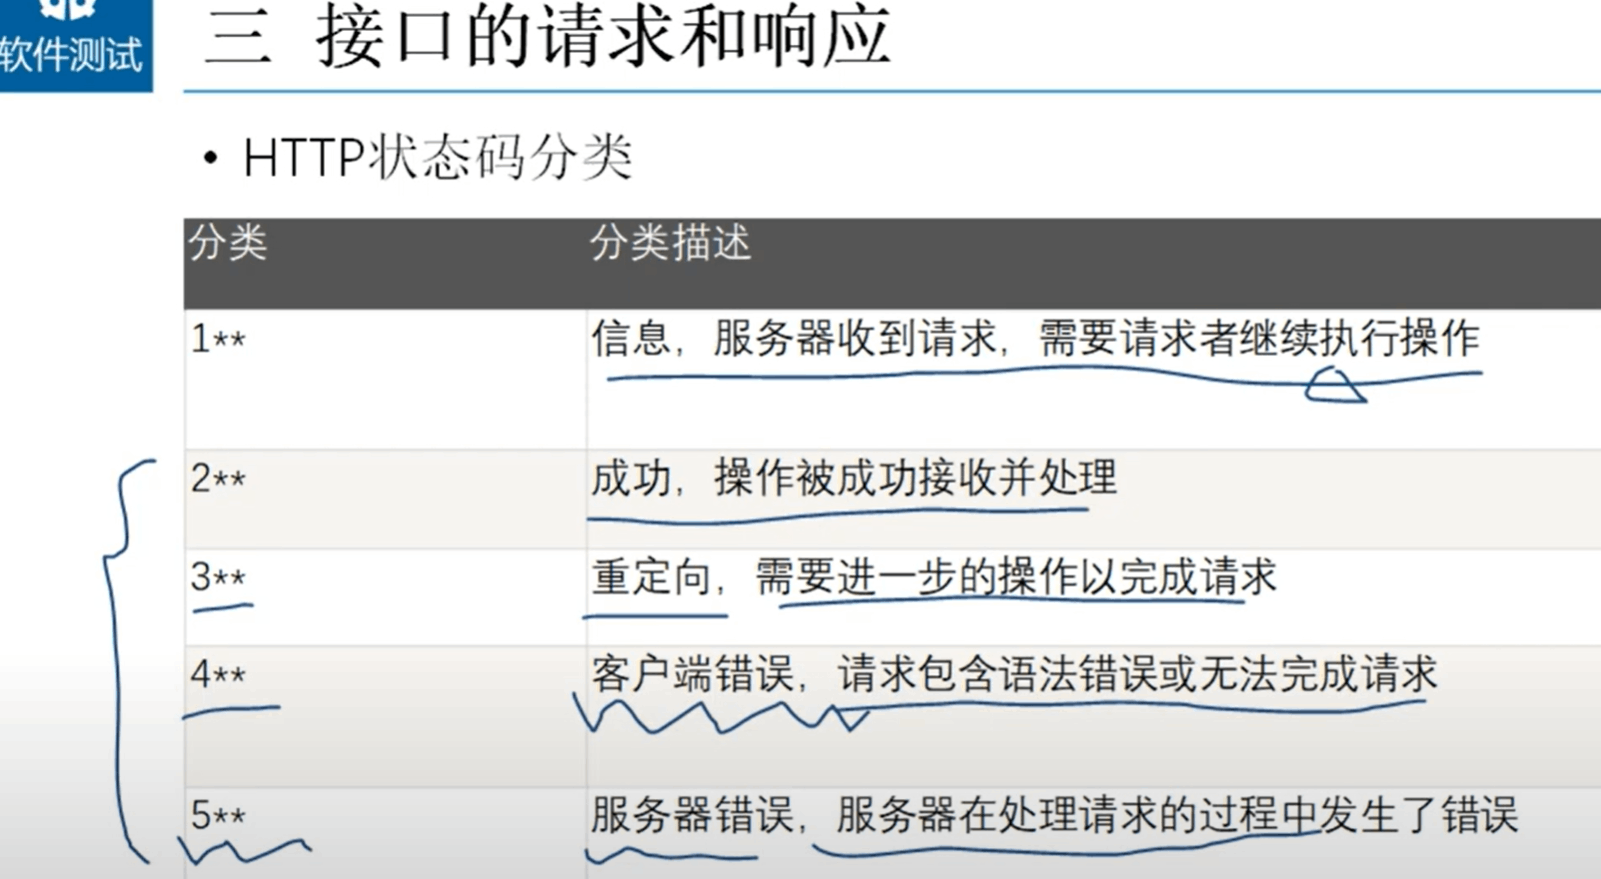 软件测试
三 接口的请求和响应
• HTTP状态码分类
分类 分类描述
1** 信息，服务器收到请求，需要请求者继续执行操作
2** 成功，操作被成功接收并处理
3** 重定向，需要进一步的操作以完成请求
4** 客户端错误，请求包含语法错误或无法完成请求
5** 服务器错误，服务器在处理请求的过程中发生了错误